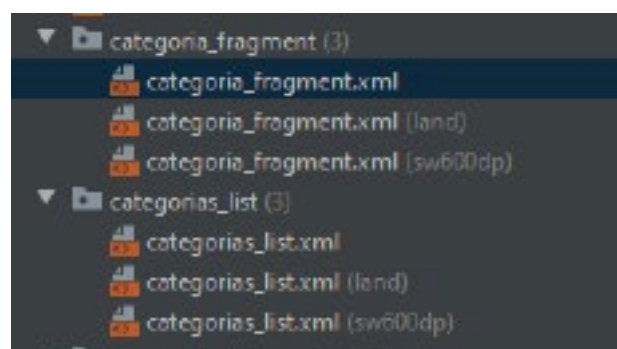 categoria_fragment (3)
categoria_fragment.xml
categoria_fragment.xml (land)
categoria_fragment.xml (sw600dp)
categorias_list (3)
categorias_list.xml
categorias_list.xml (land)
categorias_list.xml (sw600dp)